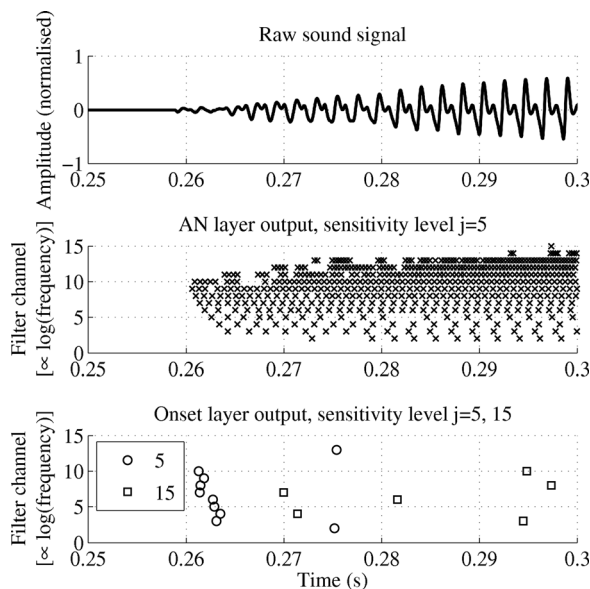 Raw sound signal
Amplitude (normalised)
1
0
−1
0.25 0.26 0.27 0.28 0.29 0.3
AN layer output, sensitivity level j=5
Filter channel
[∝ log(frequency)]
15
10
5
0
0.25 0.26 0.27 0.28 0.29 0.3
Onset layer output, sensitivity level j=5, 15
Filter channel
[∝ log(frequency)]
15
10
5
0
5
15
0.25 0.26 0.27 0.28 0.29 0.3
Time (s)